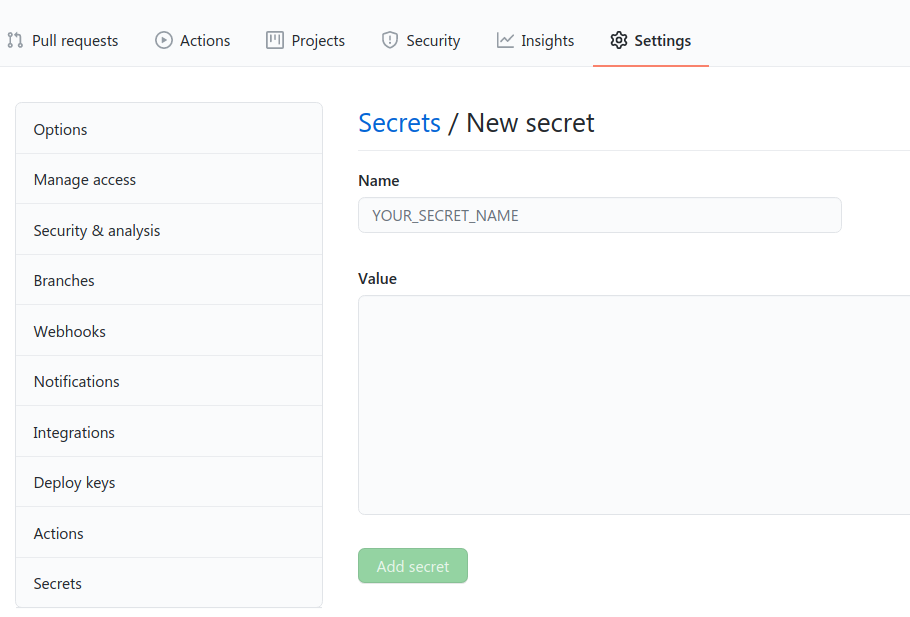 Pull requests Actions Projects Security Insights Settings
Options
Manage access
Security & analysis
Branches
Webhooks
Notifications
Integrations
Deploy keys
Actions
Secrets
Secrets / New secret
Name
YOUR_SECRET_NAME
Value
Add secret